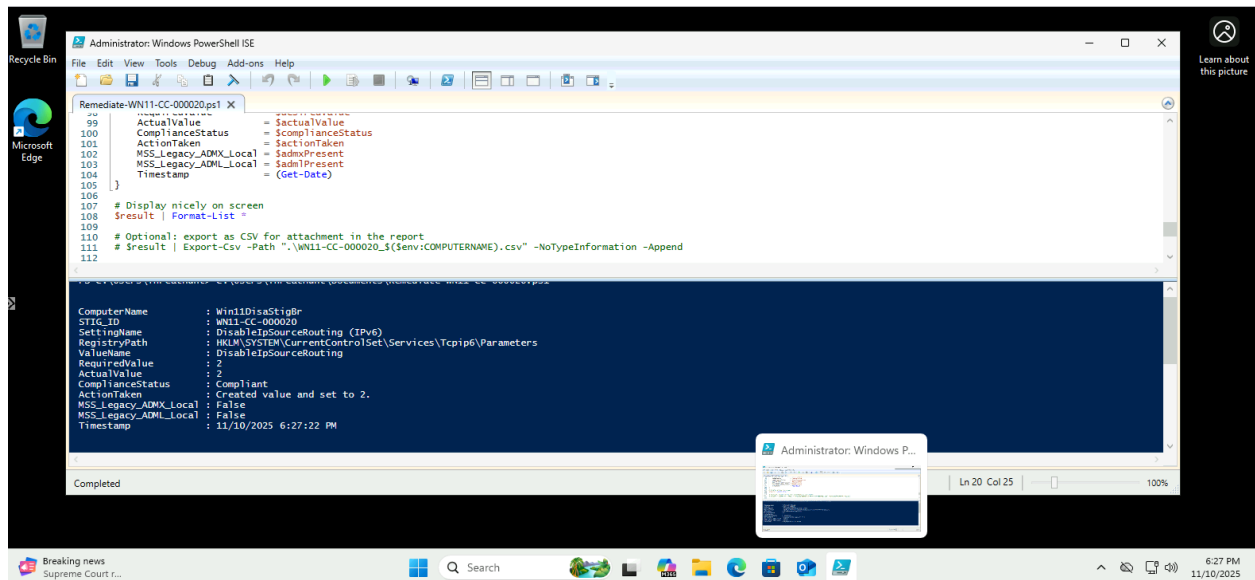 Recycle Bin
Microsoft
Edge
Learn about
this picture
Administrator: Windows PowerShell ISE
File Edit View Tools Debug Add-ons Help
Remediate-WN11-CC-000020.ps1
99 ActualValue = $actualValue
100 ComplianceStatus = $complianceStatus
101 ActionTaken = $actionTaken
102 MSS_Legacy_ADMX_Local = $admxPresent
103 MSS_Legacy_ADML_Local = $admlPresent
104 Timestamp = (Get-Date)
105 }
106
107 # Display nicely on screen
108 $result | Format-List *
109
110 # Optional: export as CSV for attachment in the report
111 # $result | Export-Csv -Path ".\WN11-CC-000020_$($env:COMPUTERNAME).csv" -NoTypeInformation -Append
112
ComputerName : Win11DisaStigBr
STIG_ID : WN11-CC-000020
SettingName : DisableIpSourceRouting (IPv6)
RegistryPath : HKLM\SYSTEM\CurrentControlSet\Services\Tcpip6\Parameters
ValueName : DisableIpSourceRouting
RequiredValue : 2
ActualValue : 2
ComplianceStatus : Compliant
ActionTaken : Created value and set to 2.
MSS_Legacy_ADMX_Local : False
MSS_Legacy_ADML_Local : False
Timestamp : 11/10/2025 6:27:22 PM
Administrator: Windows P...
Completed
Ln 20 Col 25
100%
Breaking news
Supreme Court r...
Search
6:27 PM
11/10/2025